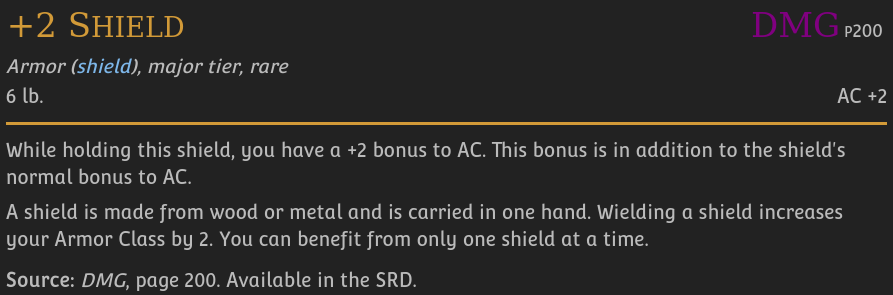 +2 SHIELD DMG P200
Armor (shield), major tier, rare
6 lb. AC +2
While holding this shield, you have a +2 bonus to AC. This bonus is in addition to the shield's
normal bonus to AC.
A shield is made from wood or metal and is carried in one hand. Wielding a shield increases
your Armor Class by 2. You can benefit from only one shield at a time.
Source: DMG, page 200. Available in the SRD.